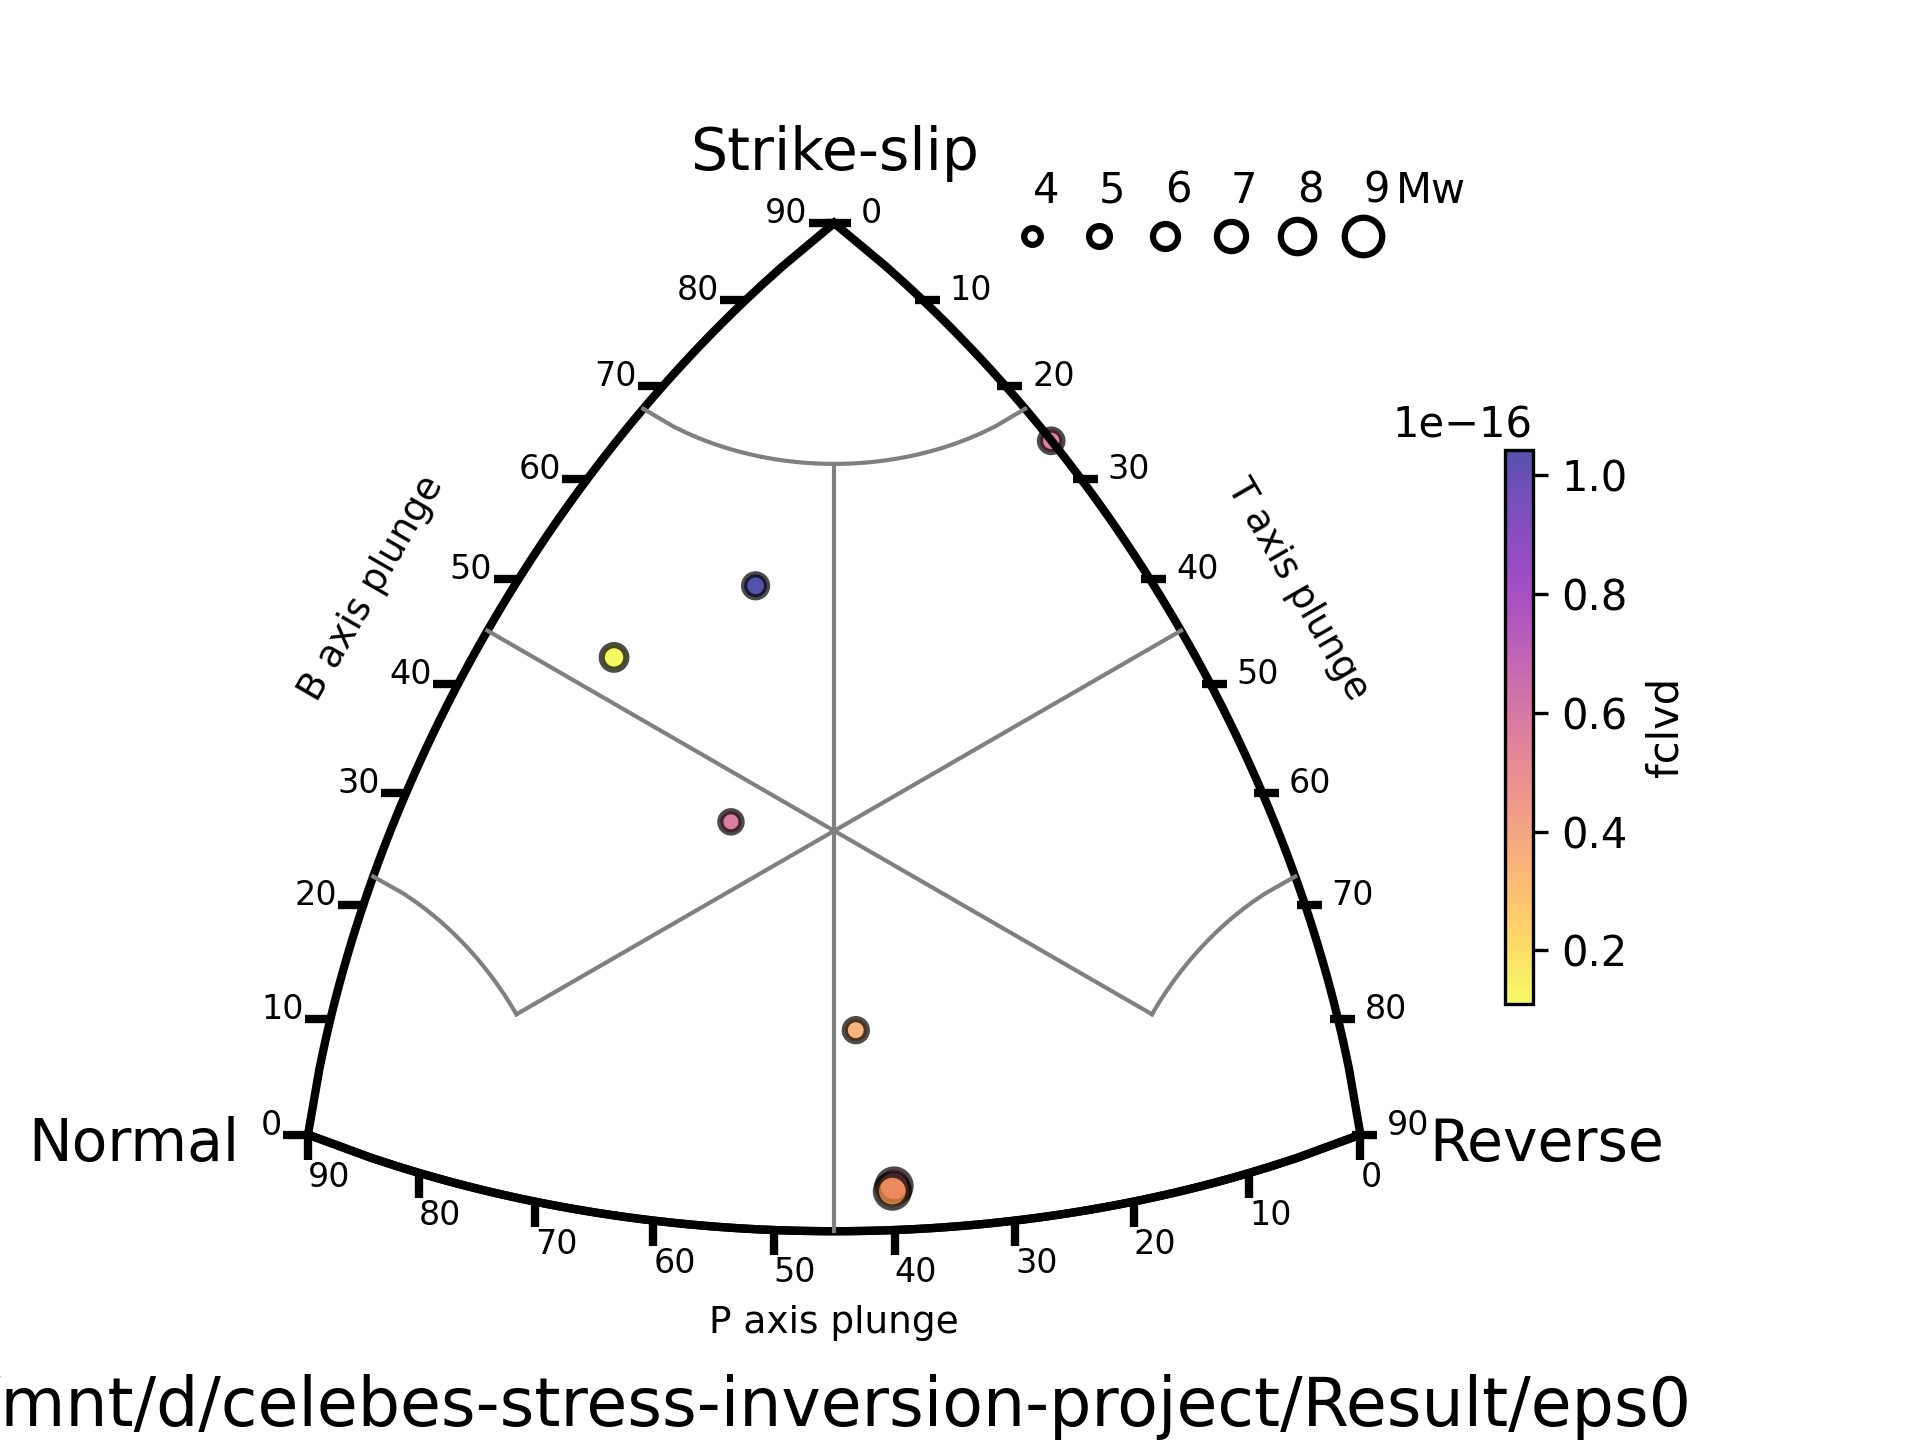 Strike-slip
4 5 6 7 8 9 Mw
90 0
80 10
70 20
1e−16
60 30
1.0
50 40
0.8
B axis plunge
T axis plunge
40 50
0.6
fclvd
30 60
0.4
20 70
0.2
10 80
Normal 0 90 Reverse
90 80 70 60 50 40 30 20 10 0
P axis plunge
mnt/d/celebes-stress-inversion-project/Result/eps0